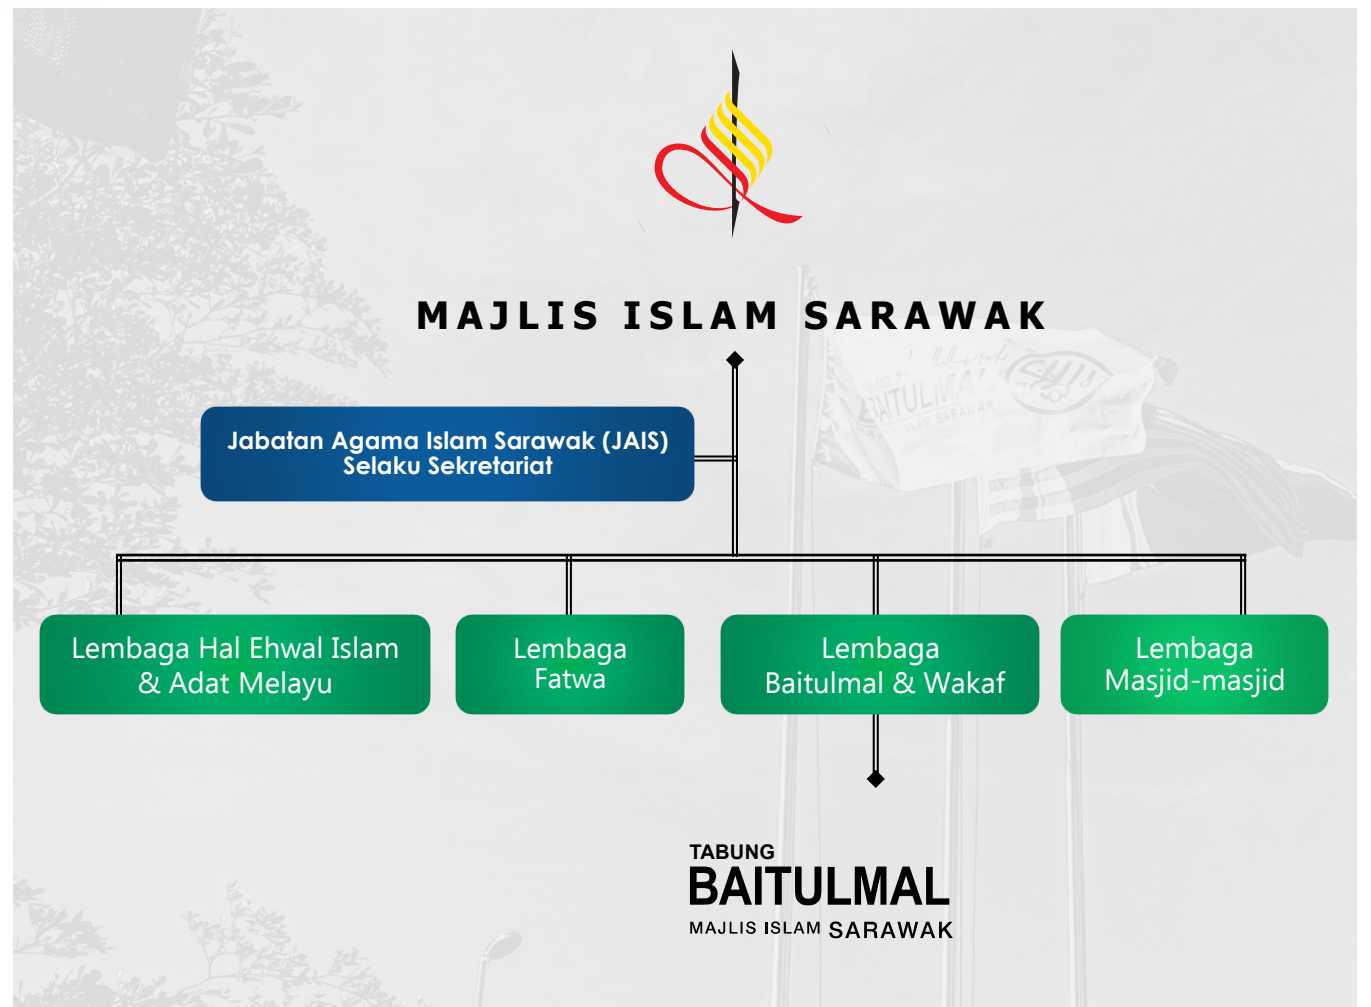 MAJLIS ISLAM SARAWAK
Jabatan Agama Islam Sarawak (JAIS)
Selaku Sekretariat
Lembaga Hal Ehwal Islam
& Adat Melayu
Lembaga
Fatwa
Lembaga
Baitulmal & Wakaf
Lembaga
Masjid-masjid
TABUNG
BAITULMAL
MAJLIS ISLAM SARAWAK